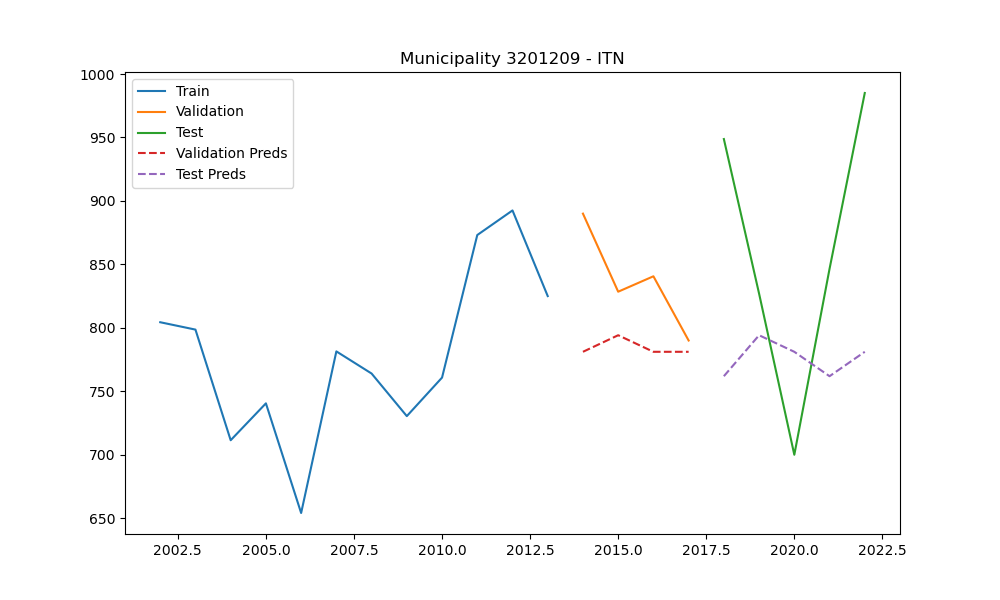 Municipality 3201209 - ITN
1000
950
900
850
800
750
700
650
Train
Validation
Test
Validation Preds
Test Preds
2002.5 2005.0 2007.5 2010.0 2012.5 2015.0 2017.5 2020.0 2022.5